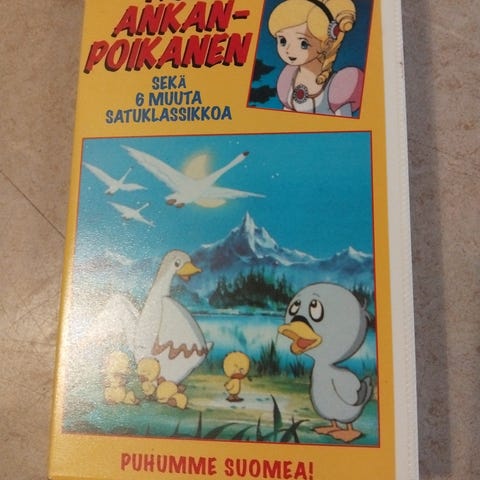 ANKAN-
POIKANEN
SEKÄ
6 MUUTA
SATUKLASSIKKOA
PUHUMME SUOMEA!